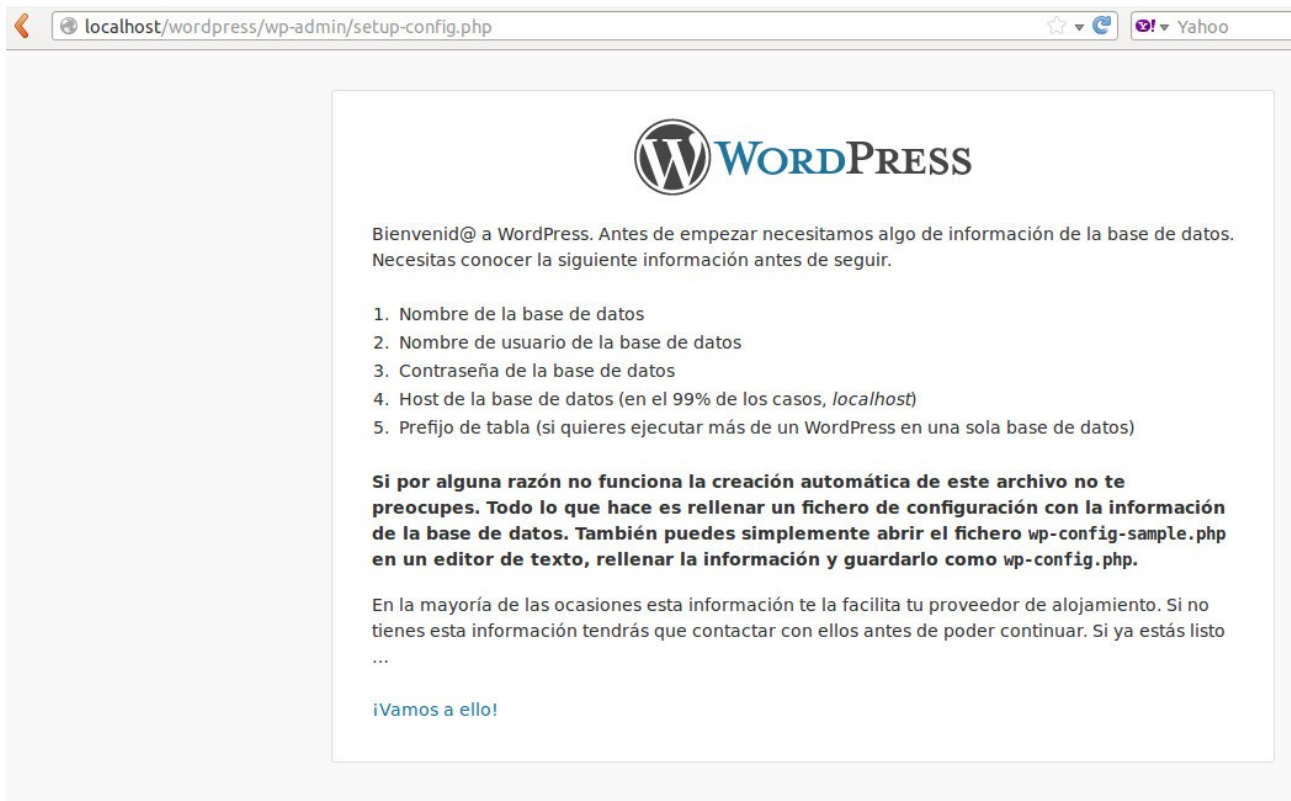 localhost/wordpress/wp-admin/setup-config.php
Yahoo
WORDPRESS
Bienvenid@ a WordPress. Antes de empezar necesitamos algo de información de la base de datos.
Necesitas conocer la siguiente información antes de seguir.
1. Nombre de la base de datos
2. Nombre de usuario de la base de datos
3. Contraseña de la base de datos
4. Host de la base de datos (en el 99% de los casos, localhost)
5. Prefijo de tabla (si quieres ejecutar más de un WordPress en una sola base de datos)
Si por alguna razón no funciona la creación automática de este archivo no te
preocupes. Todo lo que hace es rellenar un fichero de configuración con la información
de la base de datos. También puedes simplemente abrir el fichero wp-config-sample.php
en un editor de texto, rellenar la información y guardarlo como wp-config.php.
En la mayoría de las ocasiones esta información te la facilita tu proveedor de alojamiento. Si no
tienes esta información tendrás que contactar con ellos antes de poder continuar. Si ya estás listo
…
¡Vamos a ello!